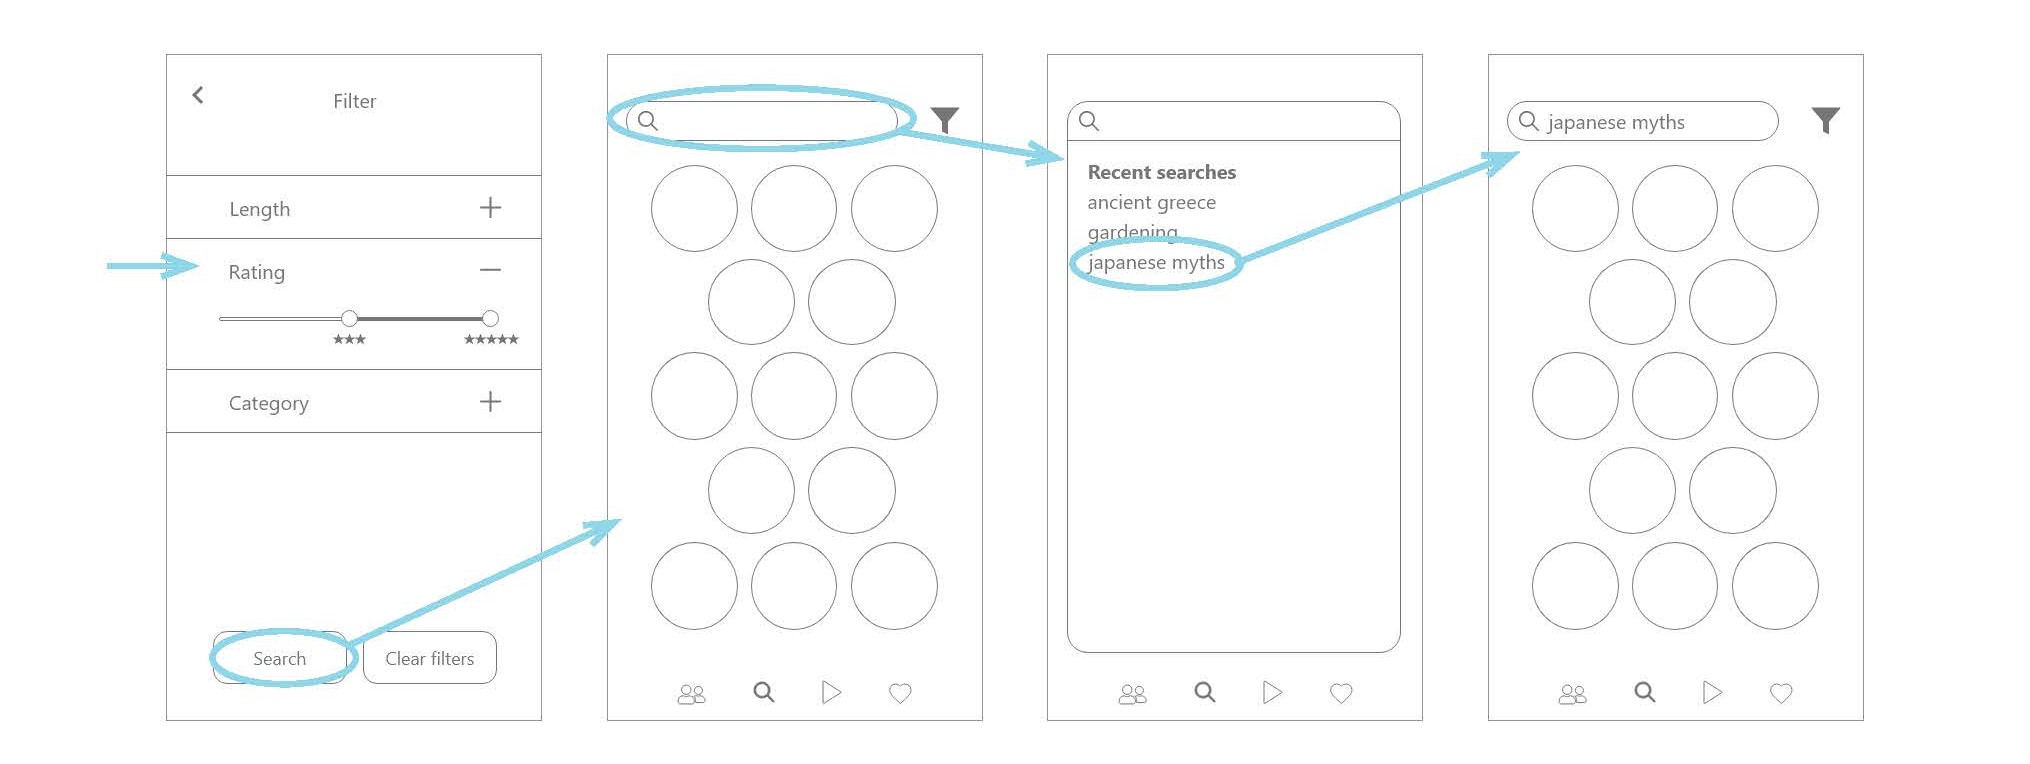 Filter
Length
Rating
★★★ ★★★★★
Category
Search
Clear filters
Recent searches
ancient greece
gardening
japanese myths
japanese myths